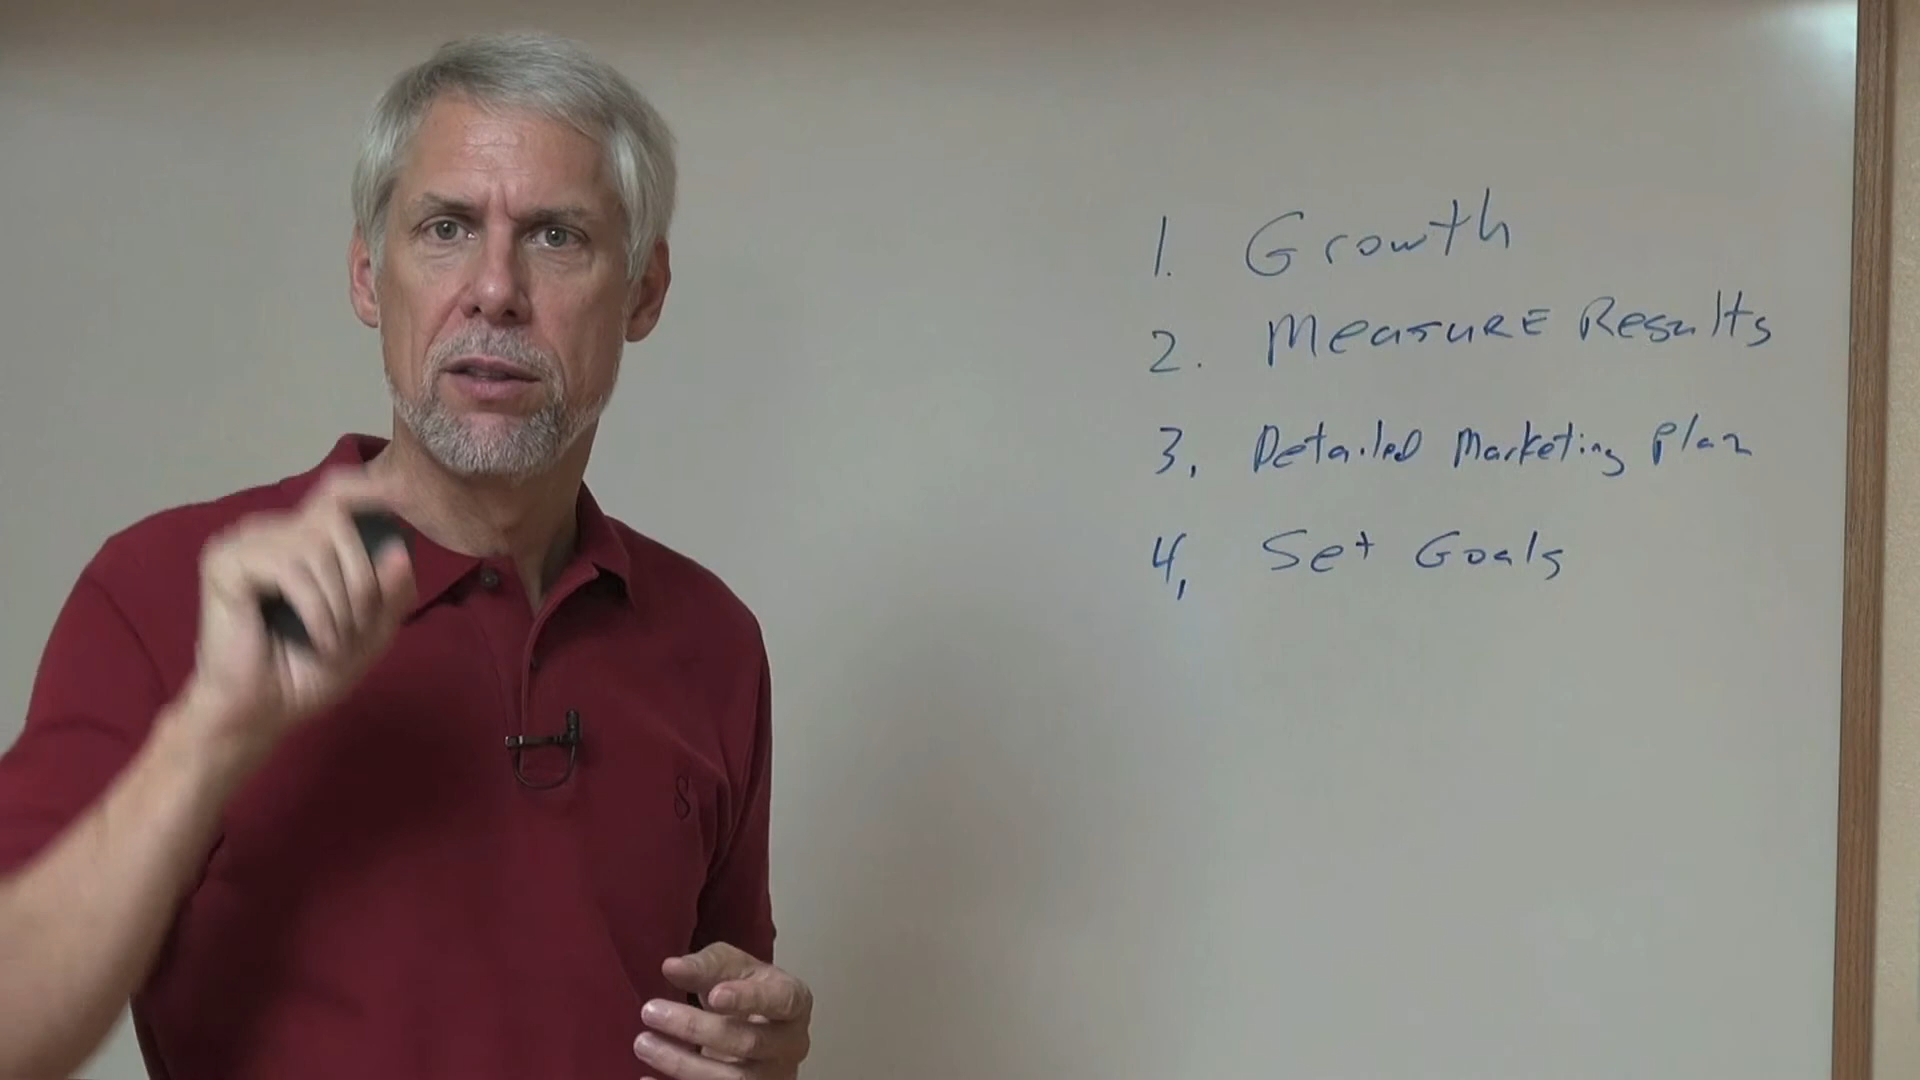 1. Growth
2. Measure Results
3, Detailed Marketing Plan
4, Set Goals